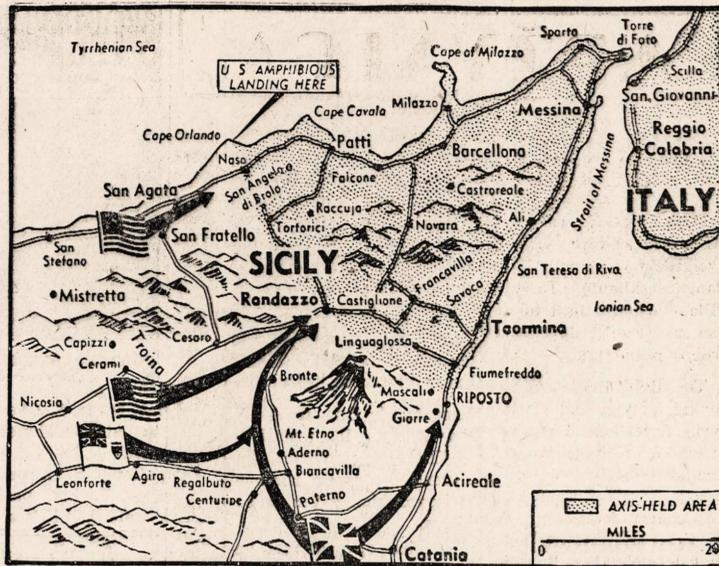 Tyrrhenian Sea
U S AMPHIBIOUS
LANDING HERE
Cape of Milazzo
Sparta
Torre
di Faro
Scilla
San Giovanni
Reggio
Calabria
ITALY
Messina
Strait of Messina
Cape Orlando
Cape Cavala
Milazzo
Barcellona
Patti
Naso
San Angelo
di Brolo
Falcone
Castroreale
San Agata
San Fratello
San
Stefano
Raccuja
Tortorici
Novara
Ali
SICILY
Mistretta
Randazzo
Castiglione
Francavilla
Savoca
San Teresa di Riva
Ionian Sea
Taormina
Capizzi
Cerami
Troina
Cesaro
Linguaglossa
Fiumefreddo
Nicosia
Bronte
Mascali
RIPOSTO
Giarre
Mt. Etna
Aderno
Biancavilla
Leonforte
Agira
Regalbuto
Centuripe
Paterno
Acireale
Catania
AXIS-HELD AREA
MILES
0
20